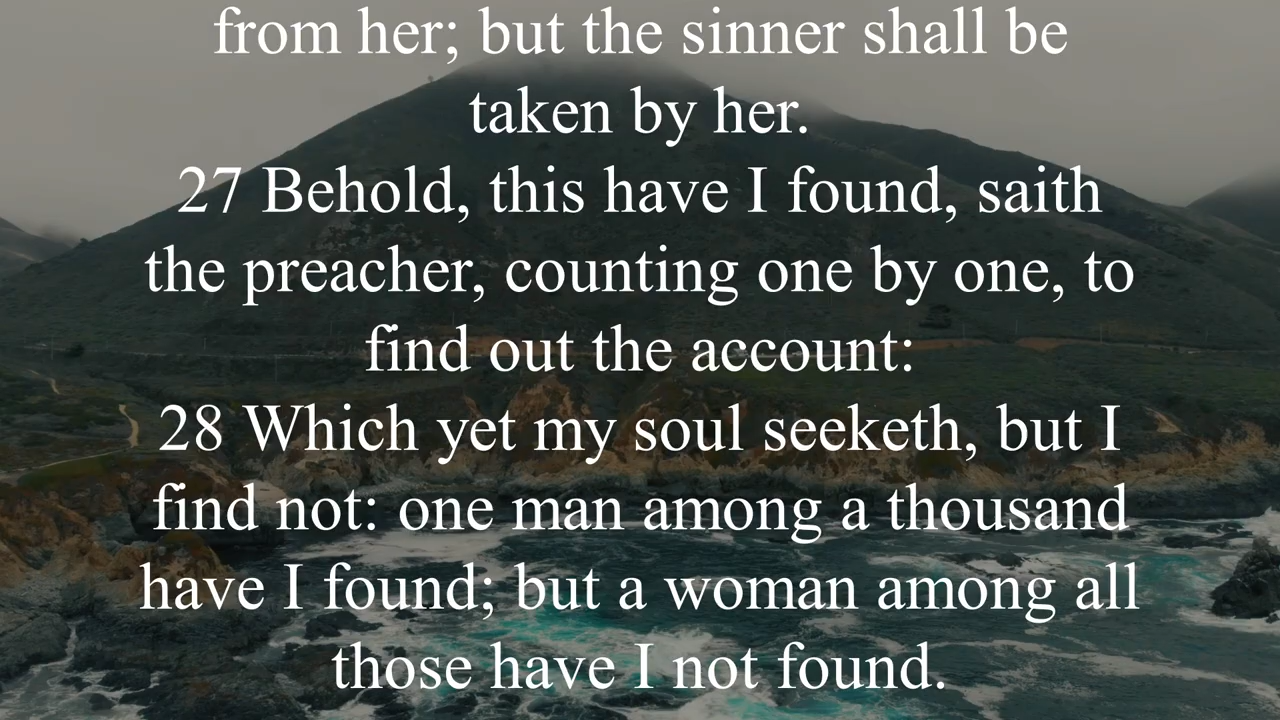 from her; but the sinner shall be
taken by her.
27 Behold, this have I found, saith
the preacher, counting one by one, to
find out the account:
28 Which yet my soul seeketh, but I
find not: one man among a thousand
have I found; but a woman among all
those have I not found.